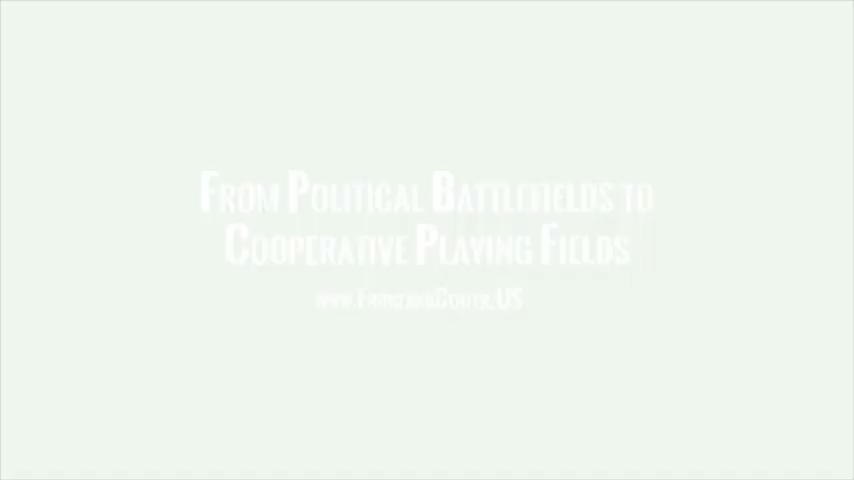 From Political Battlefields to
Cooperative Playing Fields